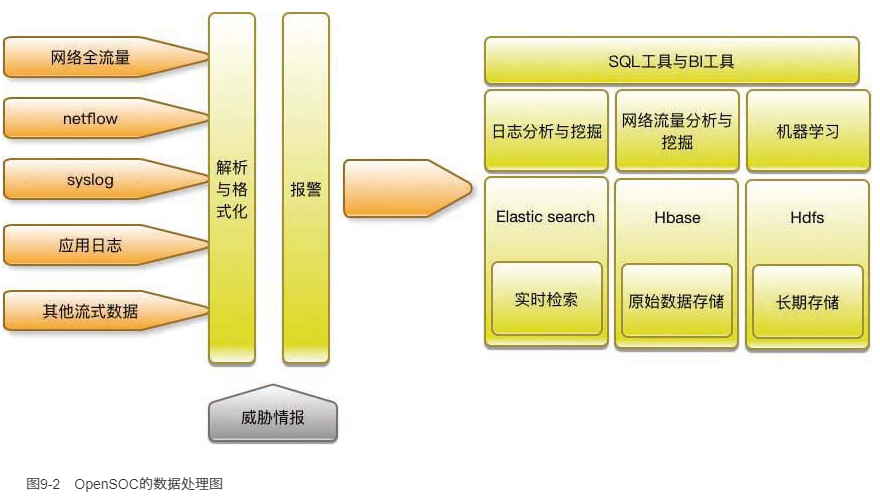 网络全流量
netflow
syslog
应用日志
其他流式数据
解析
与格
式化
报警
威胁情报
SQL工具与BI工具
日志分析与挖掘
网络流量分析与
挖掘
机器学习
Elastic search
实时检索
Hbase
原始数据存储
Hdfs
长期存储
图9-2 OpenSOC的数据处理图